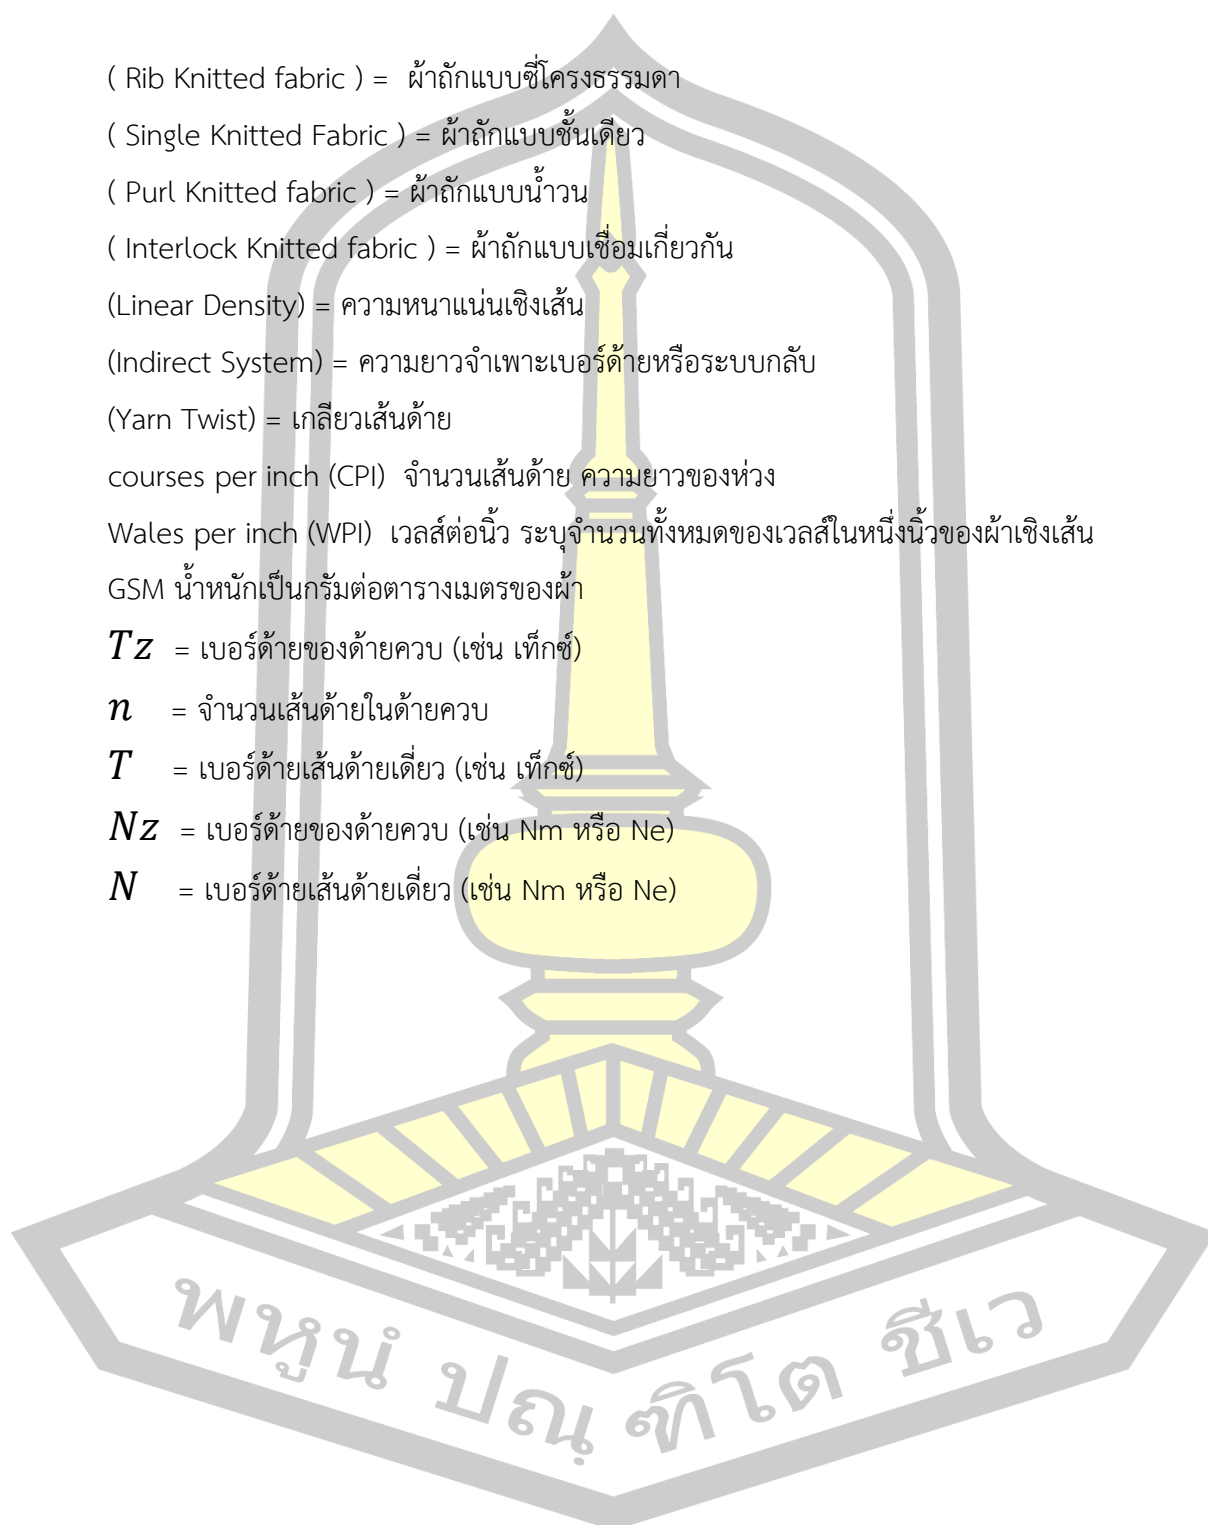 ( Rib Knitted fabric ) =  ผ้าถักแบบซี่โครงธรรมดา
( Single Knitted Fabric ) = ผ้าถักแบบชั้นเดียว
( Purl Knitted fabric ) = ผ้าถักแบบน้ำวน
( Interlock Knitted fabric ) = ผ้าถักแบบเชื่อมเกี่ยวกัน
(Linear Density) = ความหนาแน่นเชิงเส้น
(Indirect System) = ความยาวจำเพาะเบอร์ด้ายหรือระบบกลับ
(Yarn Twist) = เกลียวเส้นด้าย
courses per inch (CPI)  จำนวนเส้นด้าย ความยาวของห่วง
Wales per inch (WPI)  เวลส์ต่อนิ้ว ระบุจำนวนทั้งหมดของเวลส์ในหนึ่งนิ้วของผ้าเชิงเส้น
GSM น้ำหนักเป็นกรัมต่อตารางเมตรของผ้า
Tz = เบอร์ด้ายของด้ายควบ (เช่น เท็กซ์)
n = จำนวนเส้นด้ายในด้ายควบ
T = เบอร์ด้ายเส้นด้ายเดี่ยว (เช่น เท็กซ์)
Nz = เบอร์ด้ายของด้ายควบ (เช่น Nm หรือ Ne)
N = เบอร์ด้ายเส้นด้ายเดี่ยว (เช่น Nm หรือ Ne)
พหูนํ ปณฺฑิโต ชีเว